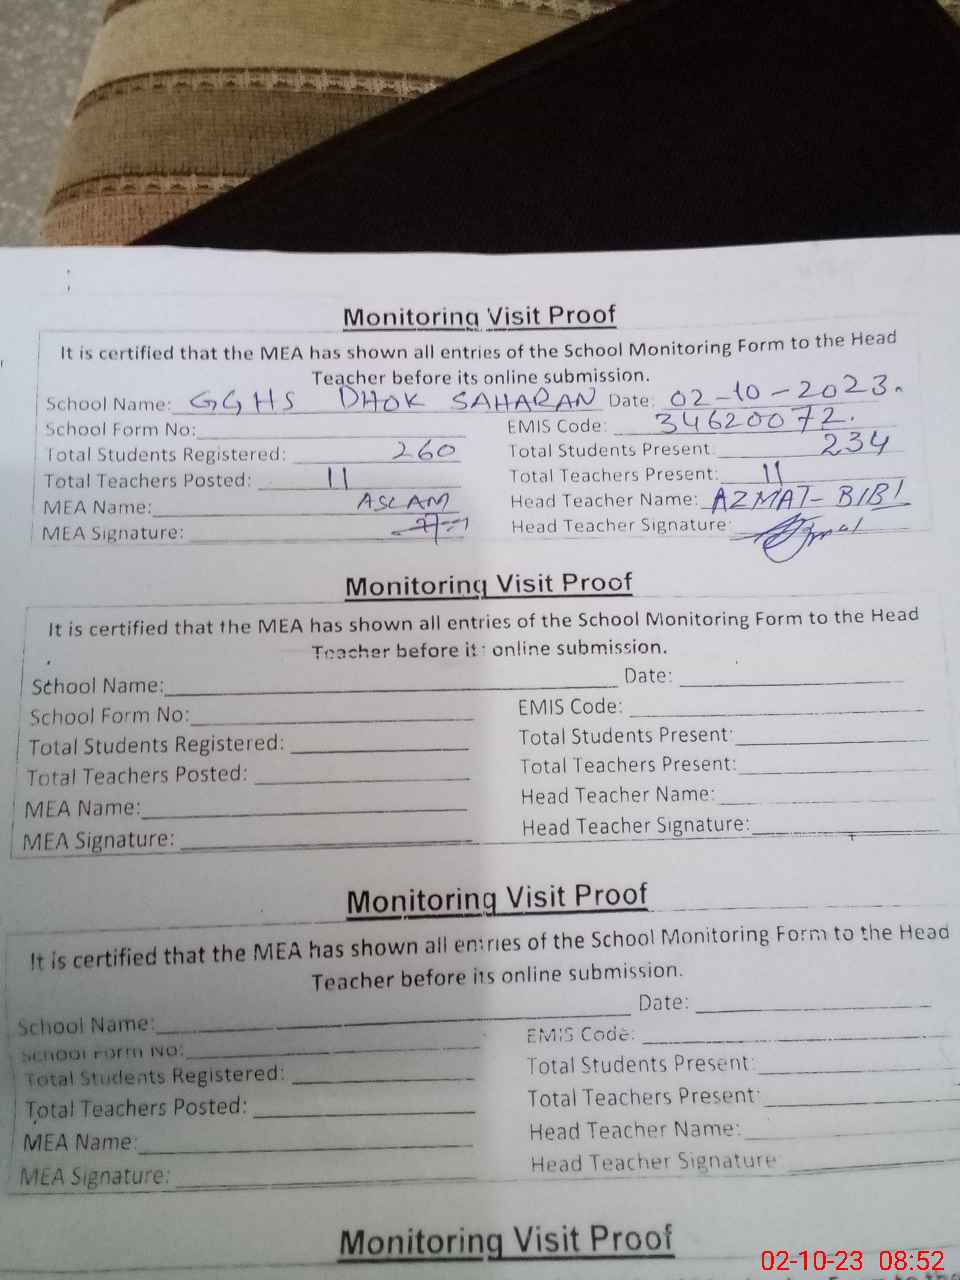 Monitoring Visit Proof
It is certified that the MEA has shown all entries of the School Monitoring Form to the Head
Teacher before its online submission.
School Name: GGHS DHOK SAHARAN Date: 02-10-2023.
School Form No: EMIS Code: 34620072.
Total Students Registered: 260 Total Students Present: 234
Total Teachers Posted: 11 Total Teachers Present: 11
MEA Name: ASLAM Head Teacher Name: AZMAT-BIBI
MEA Signature: Head Teacher Signature:
Monitoring Visit Proof
It is certified that the MEA has shown all entries of the School Monitoring Form to the Head
Teacher before its online submission.
School Name: Date:
School Form No: EMIS Code:
Total Students Registered: Total Students Present:
Total Teachers Posted: Total Teachers Present:
MEA Name: Head Teacher Name:
MEA Signature: Head Teacher Signature:
Monitoring Visit Proof
It is certified that the MEA has shown all entries of the School Monitoring Form to the Head
Teacher before its online submission.
School Name: Date:
School Form No: EMIS Code:
Total Students Registered: Total Students Present:
Total Teachers Posted: Total Teachers Present:
MEA Name: Head Teacher Name:
MEA Signature: Head Teacher Signature:
Monitoring Visit Proof
02-10-23 08:52